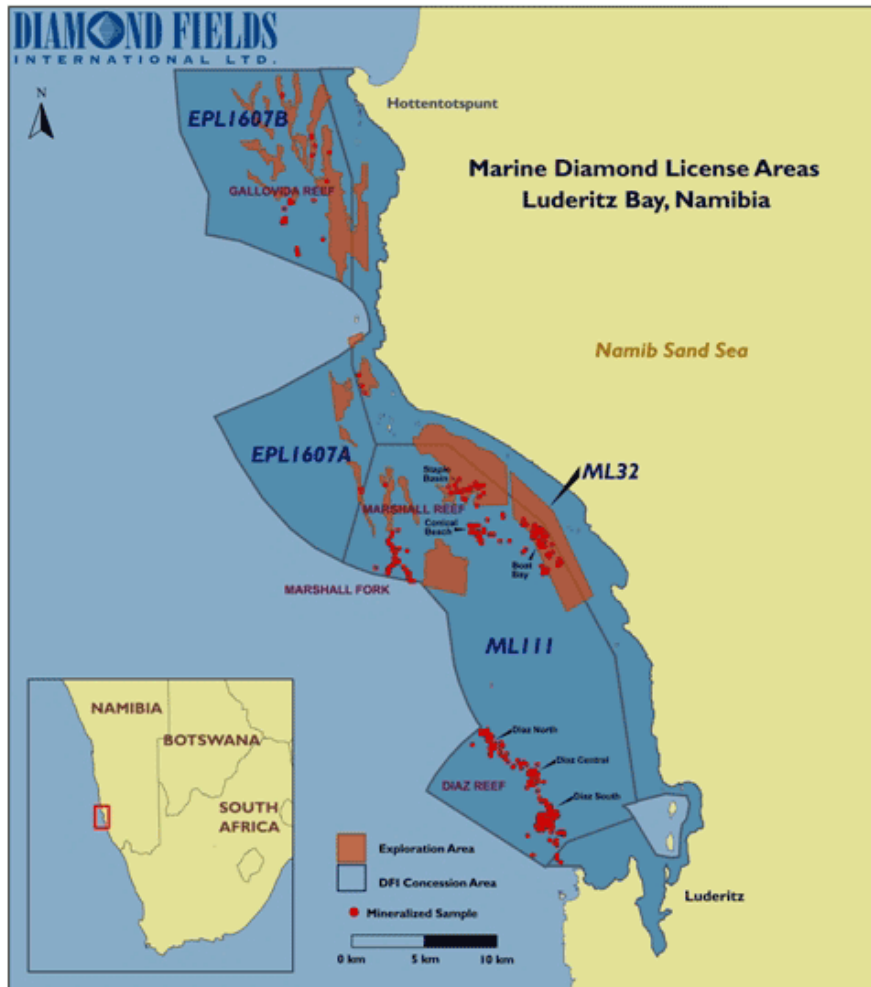 DIAMOND FIELDS
INTERNATIONAL LTD.
N
Hottentotspunt
EPL1607B
Marine Diamond License Areas
Luderitz Bay, Namibia
GALLOVIDA REEF
Namib Sand Sea
EPL1607A
ML32
Staple
Basin
MARSHALL REEF
Conical
Beach
Boat
Bay
MARSHALL FORK
ML111
NAMIBIA
BOTSWANA
SOUTH
AFRICA
Diaz North
Diaz Central
DIAZ REEF
Diaz South
Exploration Area
DFI Concession Area
Mineralized Sample
Luderitz
0 km
5 km
10 km